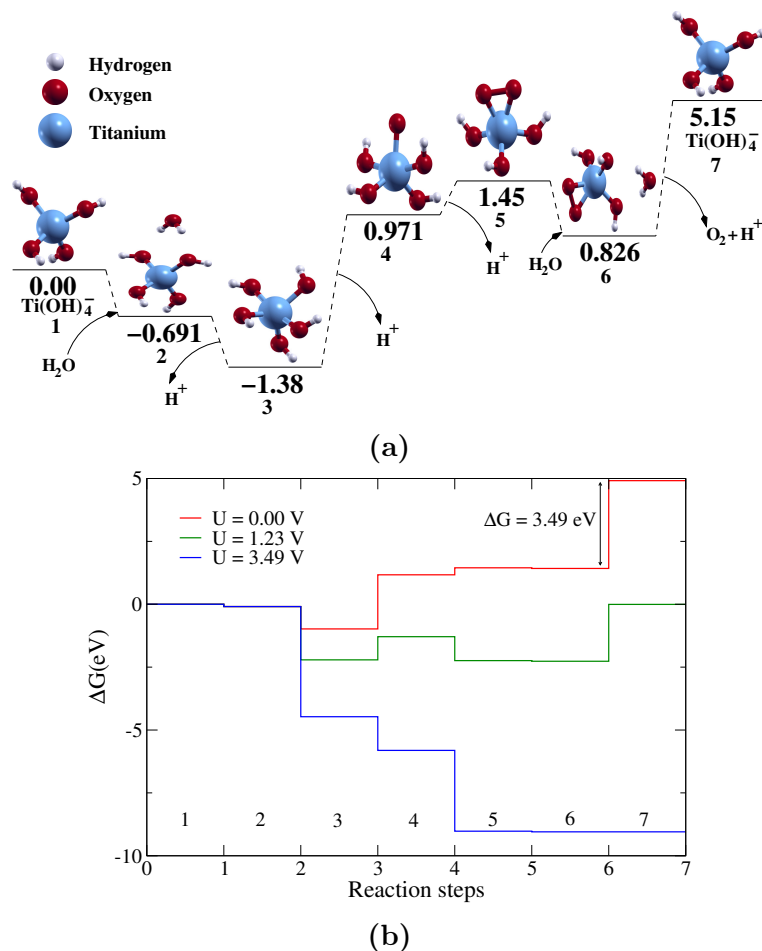 Hydrogen
Oxygen
Titanium
0.00
Ti(OH)₄⁻
1
H₂O
−0.691
2
H⁺
−1.38
3
H⁺
0.971
4
1.45
5
H⁺
H₂O
0.826
6
5.15
Ti(OH)₄⁻
7
O₂+H⁺
(a)
5
0
-5
-10
ΔG(eV)
U = 0.00 V
U = 1.23 V
U = 3.49 V
ΔG = 3.49 eV
1 2 3 4 5 6 7
0 1 2 3 4 5 6 7
Reaction steps
(b)